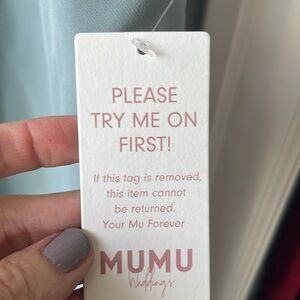 PLEASE
TRY ME ON
FIRST!
If this tag is removed,
this item cannot
be returned.
Your Mu Forever
MUMU
Weddings